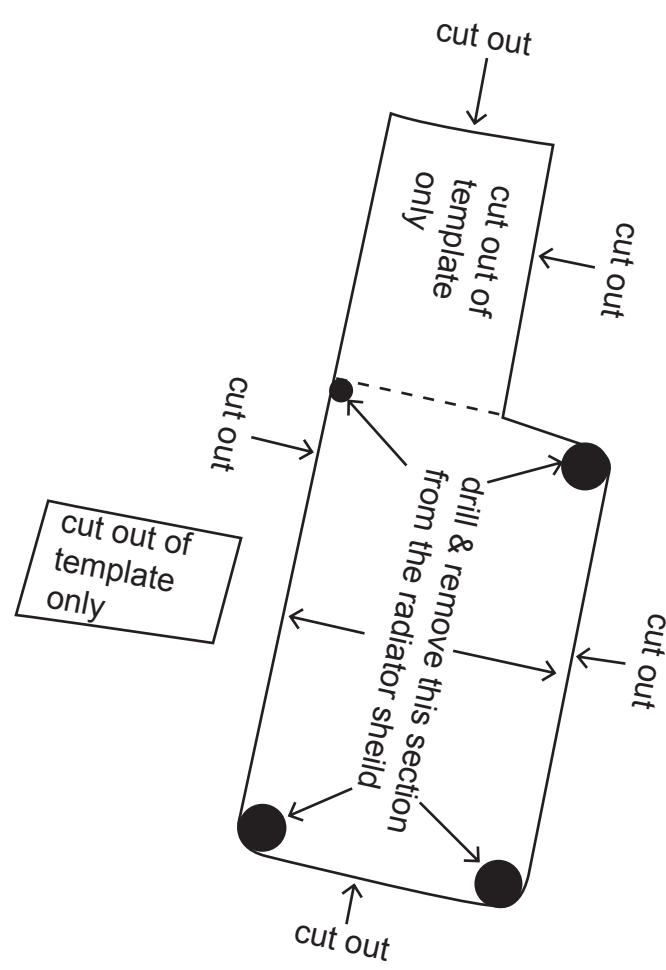 cut out
cut out of
template
only
cut out
cut out
drill & remove this section
from the radiator sheild
cut out of
template
only
cut out
cut out